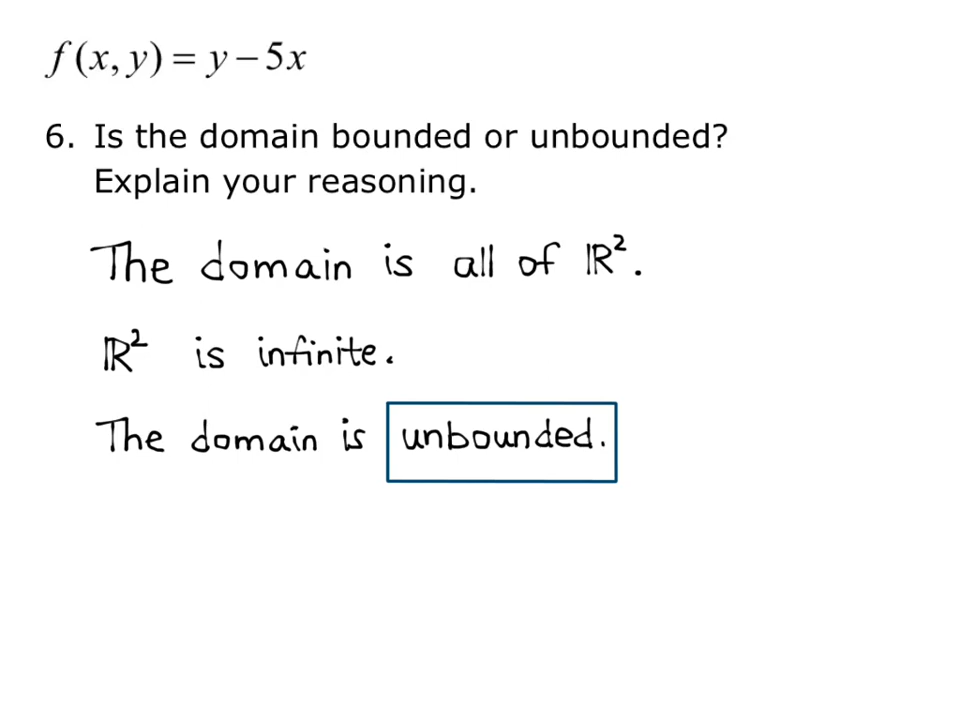 f(x, y) = y − 5x
6. Is the domain bounded or unbounded?
Explain your reasoning.
The domain is all of ℝ².
ℝ² is infinite.
The domain is unbounded.